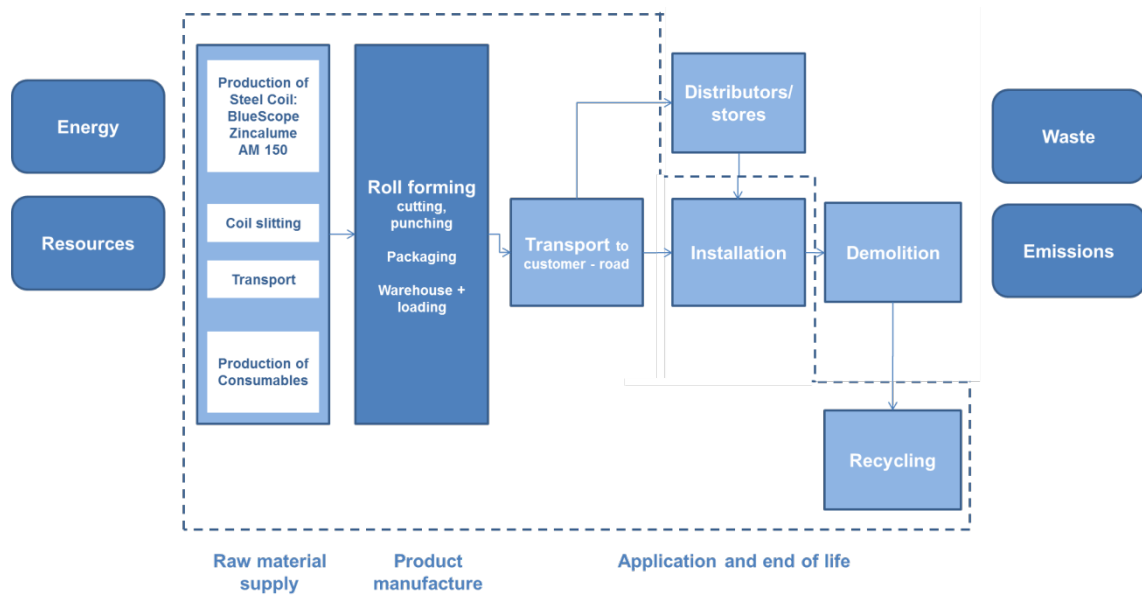 Energy
Resources
Production of
Steel Coil:
BlueScope
Zincalume
AM 150
Coil slitting
Transport
Production of
Consumables
Roll forming
cutting,
punching
Packaging
Warehouse +
loading
Transport to
customer - road
Distributors/
stores
Installation
Demolition
Recycling
Waste
Emissions
Raw material
supply
Product
manufacture
Application and end of life